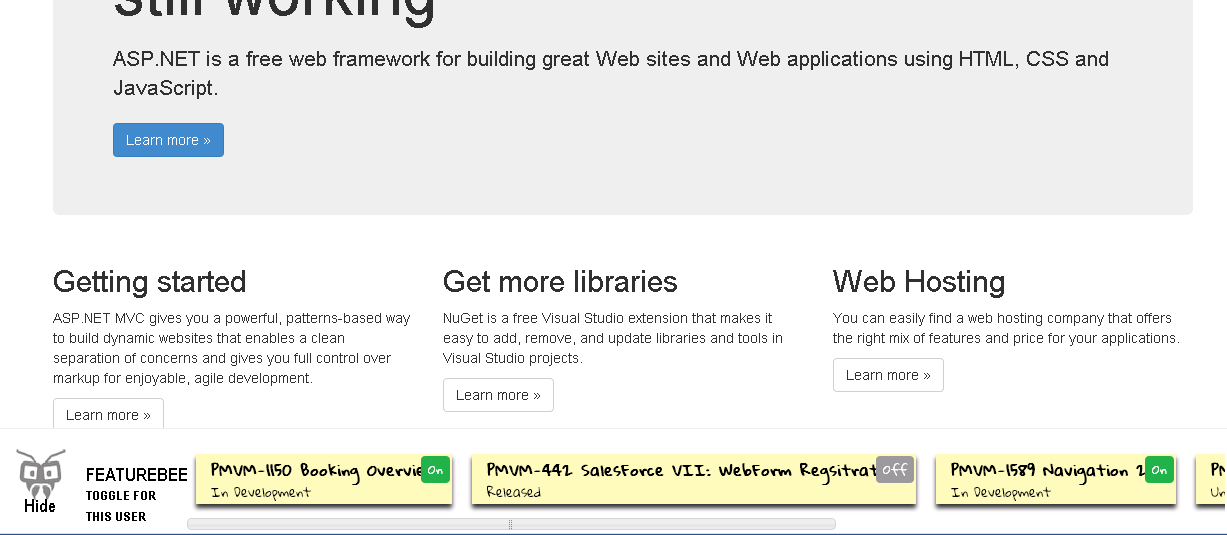 still working
ASP.NET is a free web framework for building great Web sites and Web applications using HTML, CSS and
JavaScript.
Learn more »
Getting started
ASP.NET MVC gives you a powerful, patterns-based way
to build dynamic websites that enables a clean
separation of concerns and gives you full control over
markup for enjoyable, agile development.
Learn more »
Get more libraries
NuGet is a free Visual Studio extension that makes it
easy to add, remove, and update libraries and tools in
Visual Studio projects.
Learn more »
Web Hosting
You can easily find a web hosting company that offers
the right mix of features and price for your applications.
Learn more »
Hide
FEATUREBEE
TOGGLE FOR
THIS USER
PMVM-1150 Booking Overvie On
In Development
PMVM-442 SalesForce VII: WebForm Regsitrat Off
Released
PMVM-1589 Navigation 2 On
In Development